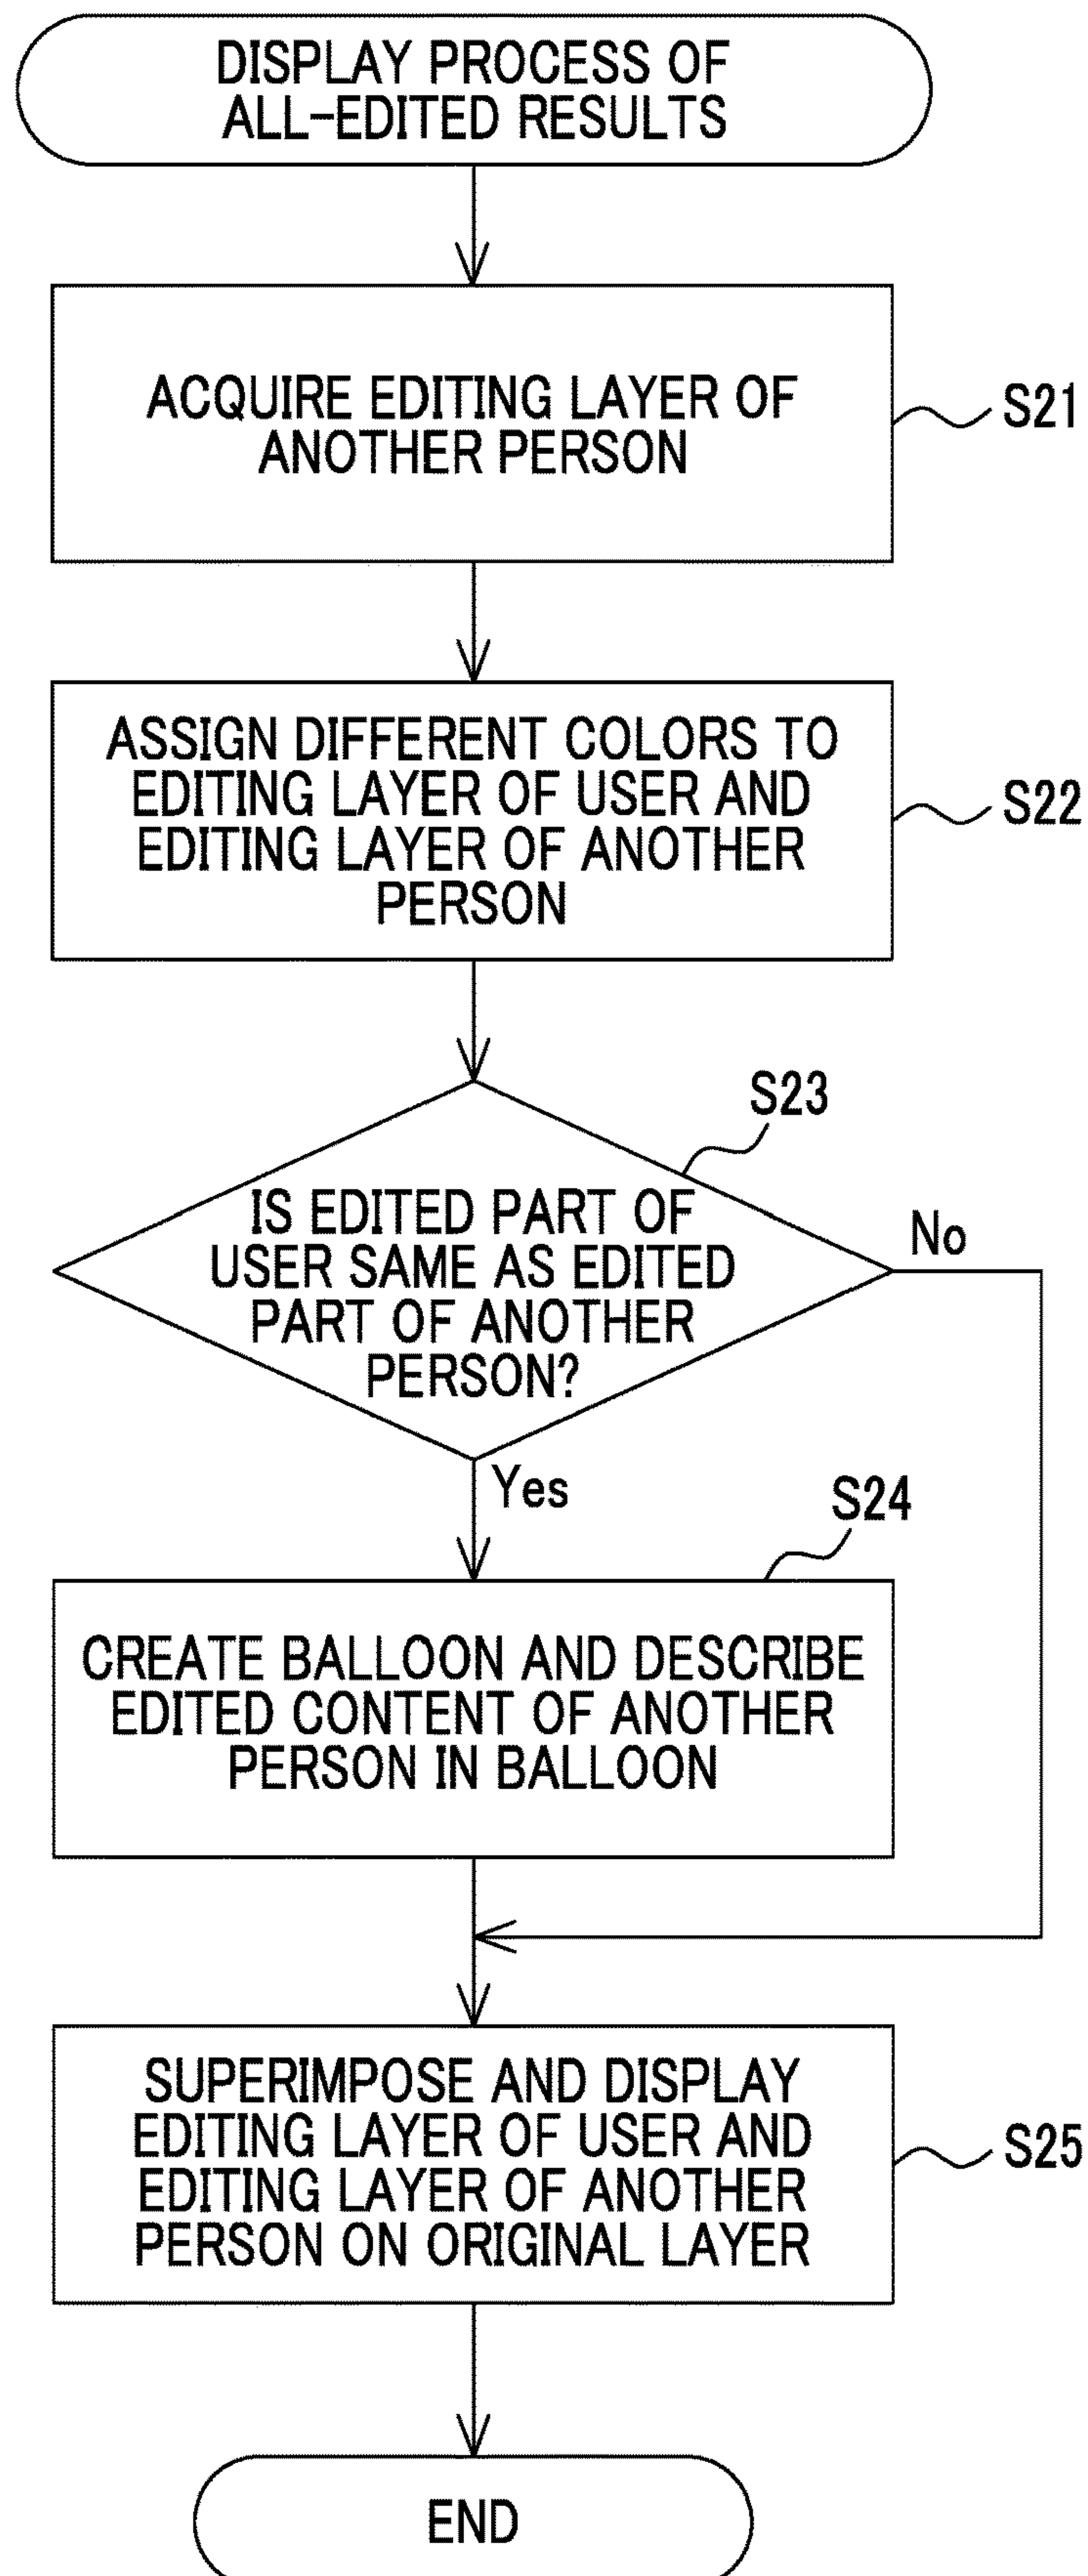 DISPLAY PROCESS OF
ALL-EDITED RESULTS
ACQUIRE EDITING LAYER OF
ANOTHER PERSON
S21
ASSIGN DIFFERENT COLORS TO
EDITING LAYER OF USER AND
EDITING LAYER OF ANOTHER
PERSON
S22
S23
IS EDITED PART OF
USER SAME AS EDITED
PART OF ANOTHER
PERSON?
No
Yes
S24
CREATE BALLOON AND DESCRIBE
EDITED CONTENT OF ANOTHER
PERSON IN BALLOON
SUPERIMPOSE AND DISPLAY
EDITING LAYER OF USER AND
EDITING LAYER OF ANOTHER
PERSON ON ORIGINAL LAYER
S25
END